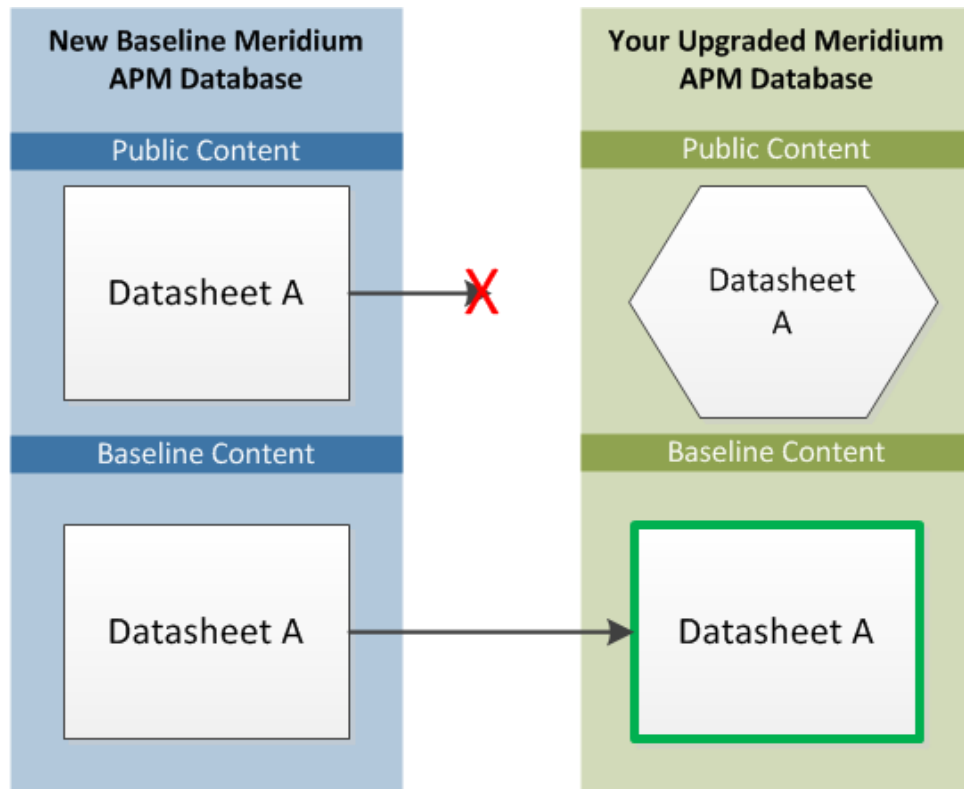 New Baseline Meridium
APM Database
Public Content
Datasheet A
X
Baseline Content
Datasheet A
Your Upgraded Meridium
APM Database
Public Content
Datasheet
A
Baseline Content
Datasheet A